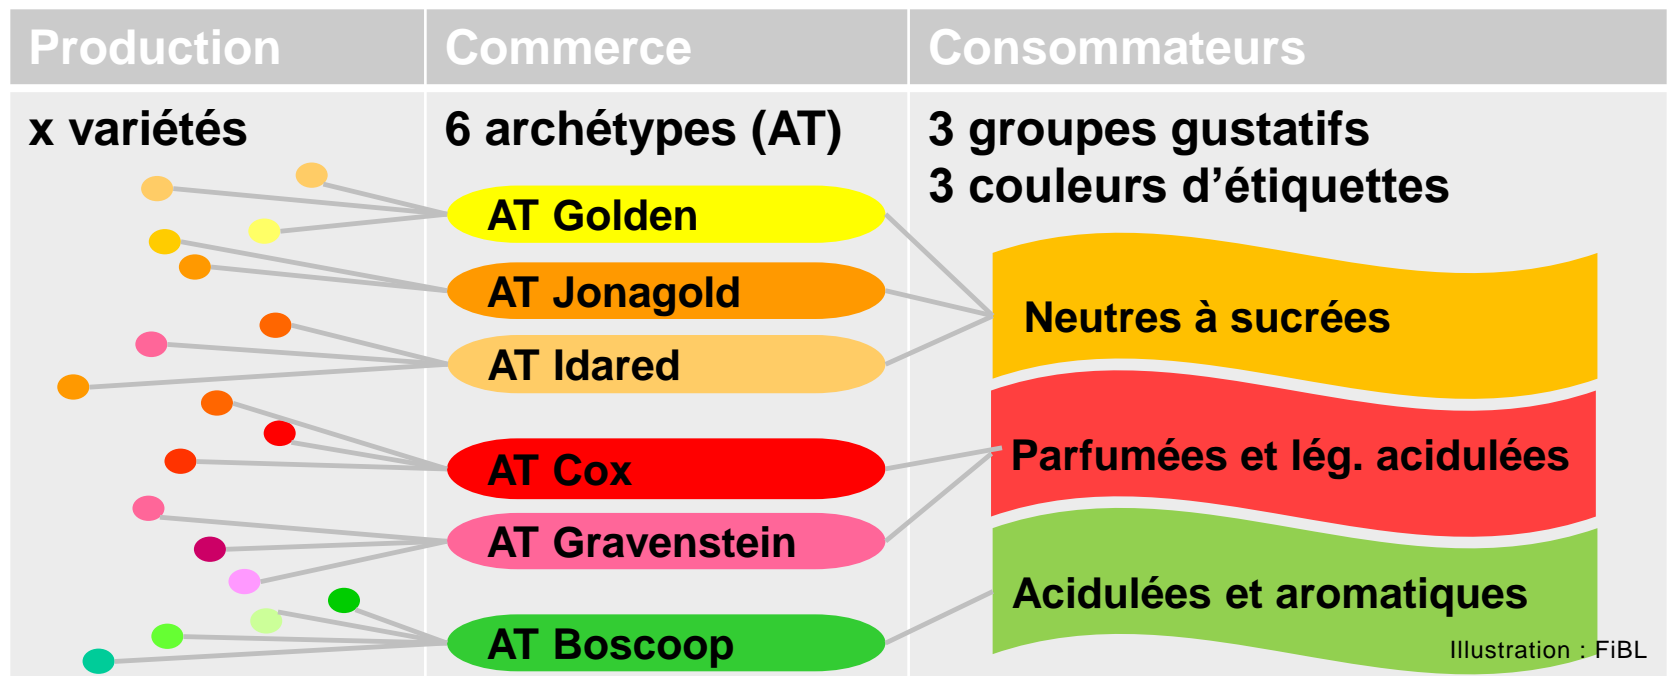 Production
Commerce
Consommateurs
x variétés
6 archétypes (AT)
3 groupes gustatifs
3 couleurs d’étiquettes
AT Golden
AT Jonagold
AT Idared
AT Cox
AT Gravenstein
AT Boscoop
Neutres à sucrées
Parfumées et lég. acidulées
Acidulées et aromatiques
Illustration : FiBL